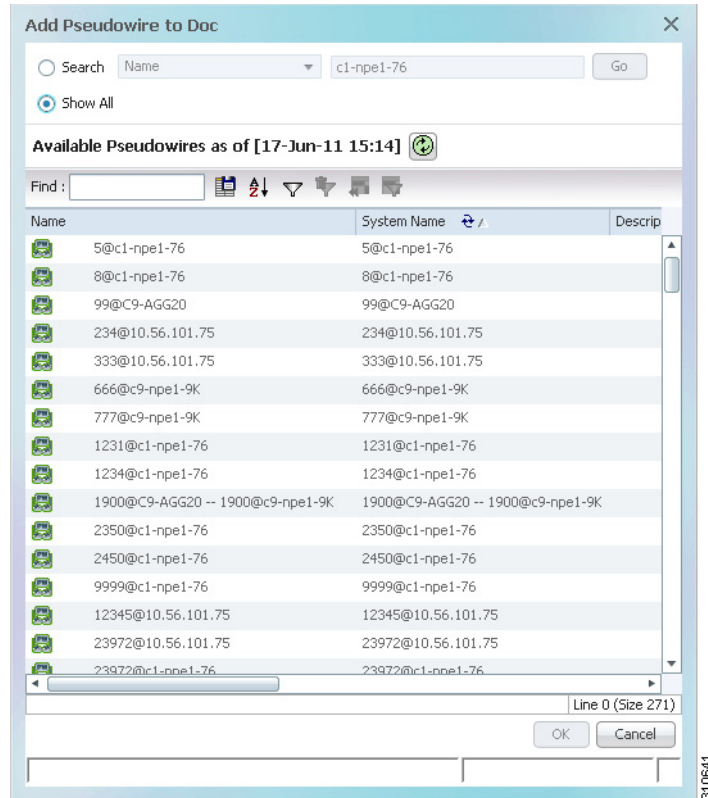 Add Pseudowire to Doc
Search Name c1-npe1-76 Go
Show All
Available Pseudowires as of [17-Jun-11 15:14]
Find :
Name System Name Descrip
5@c1-npe1-76 5@c1-npe1-76
8@c1-npe1-76 8@c1-npe1-76
99@C9-AGG20 99@C9-AGG20
234@10.56.101.75 234@10.56.101.75
333@10.56.101.75 333@10.56.101.75
666@c9-npe1-9K 666@c9-npe1-9K
777@c9-npe1-9K 777@c9-npe1-9K
1231@c1-npe1-76 1231@c1-npe1-76
1234@c1-npe1-76 1234@c1-npe1-76
1900@C9-AGG20 -- 1900@c9-npe1-9K 1900@C9-AGG20 -- 1900@c9-npe1-9K
2350@c1-npe1-76 2350@c1-npe1-76
2450@c1-npe1-76 2450@c1-npe1-76
9999@c1-npe1-76 9999@c1-npe1-76
12345@10.56.101.75 12345@10.56.101.75
23972@10.56.101.75 23972@10.56.101.75
23972@c1-npe1-76 23972@c1-npe1-76
Line 0 (Size 271)
OK Cancel
310641